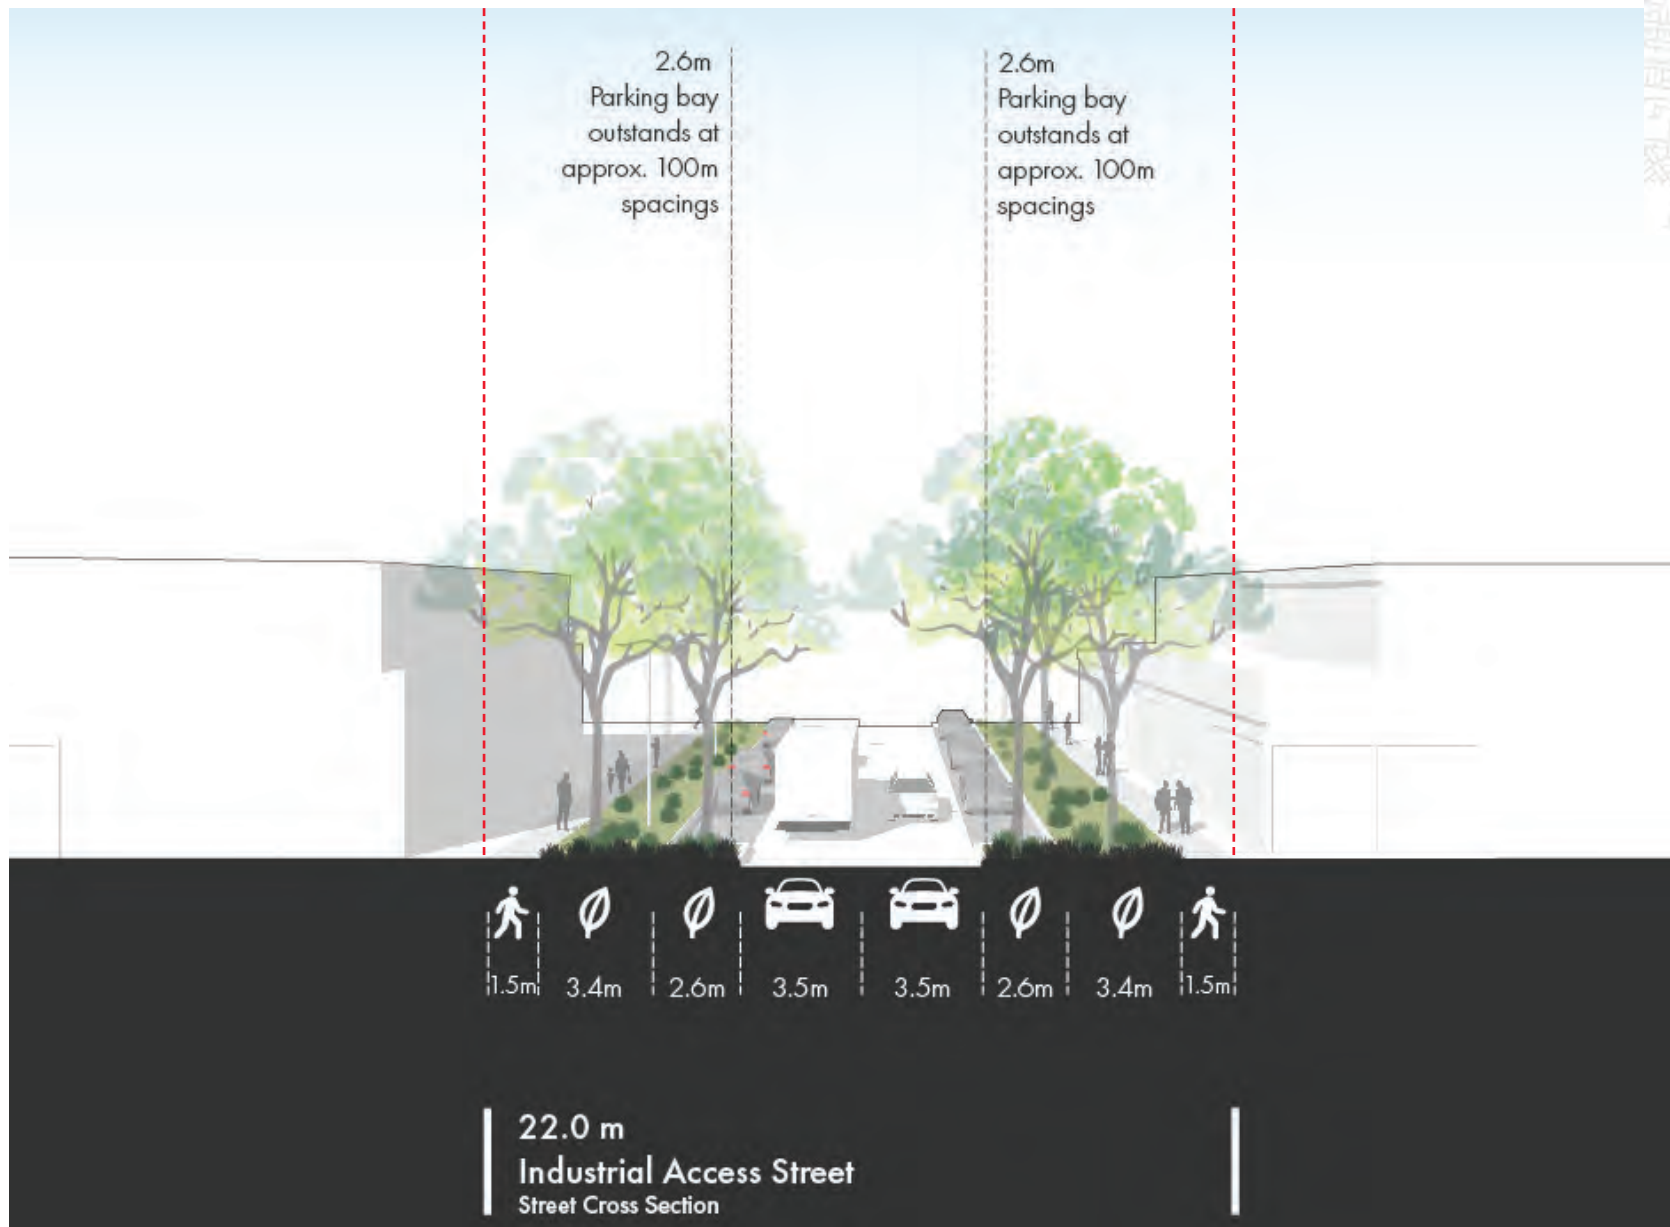 2.6m
Parking bay
outstands at
approx. 100m
spacings
2.6m
Parking bay
outstands at
approx. 100m
spacings
1.5m 3.4m 2.6m 3.5m 3.5m 2.6m 3.4m 1.5m
22.0 m
Industrial Access Street
Street Cross Section